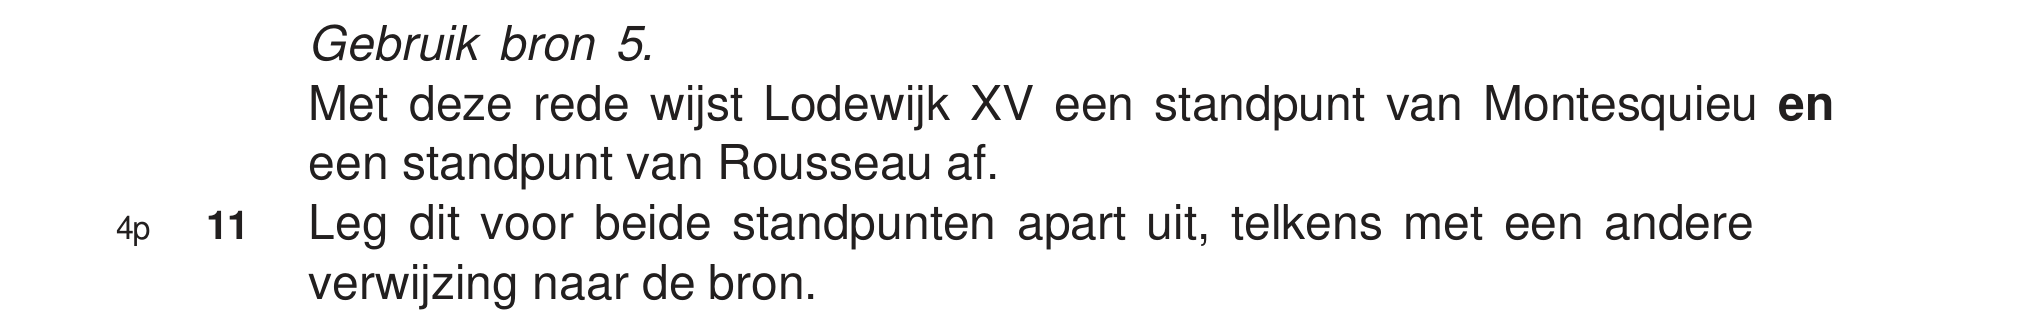 Gebruik bron 5.
Met deze rede wijst Lodewijk XV een standpunt van Montesquieu en
een standpunt van Rousseau af.
4p 11 Leg dit voor beide standpunten apart uit, telkens met een andere
verwijzing naar de bron.